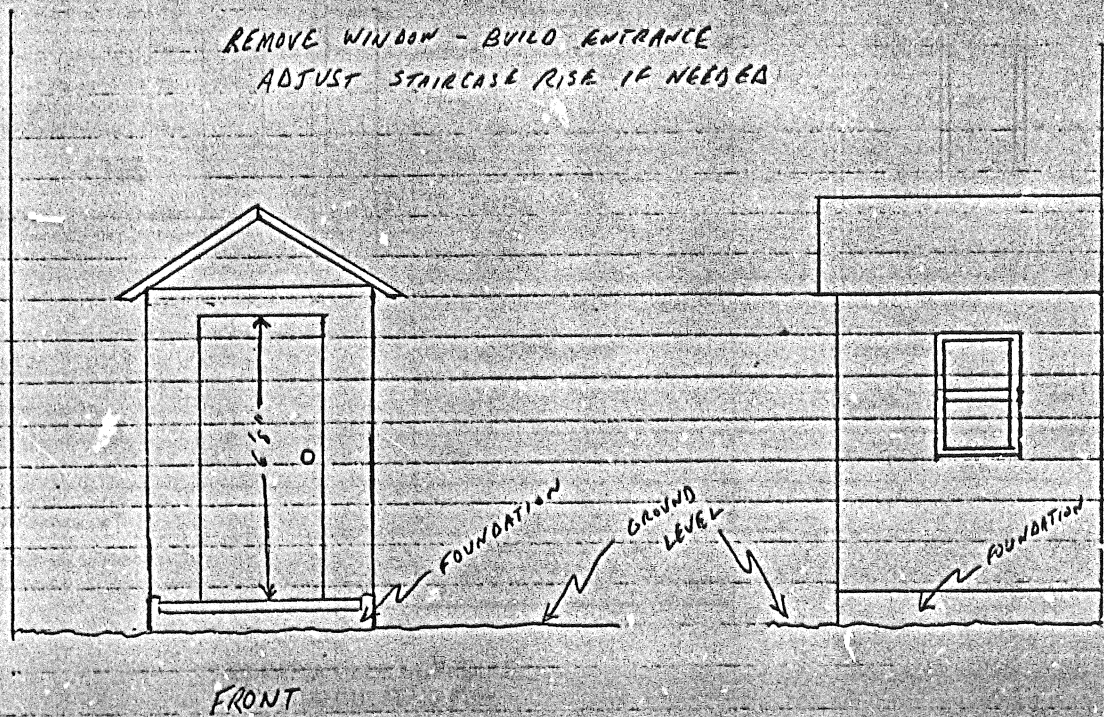 REMOVE WINDOW - BUILD ENTRANCE
ADJUST STAIRCASE RISE IF NEEDED
FOUNDATION
GROUND
LEVEL
FOUNDATION
FRONT